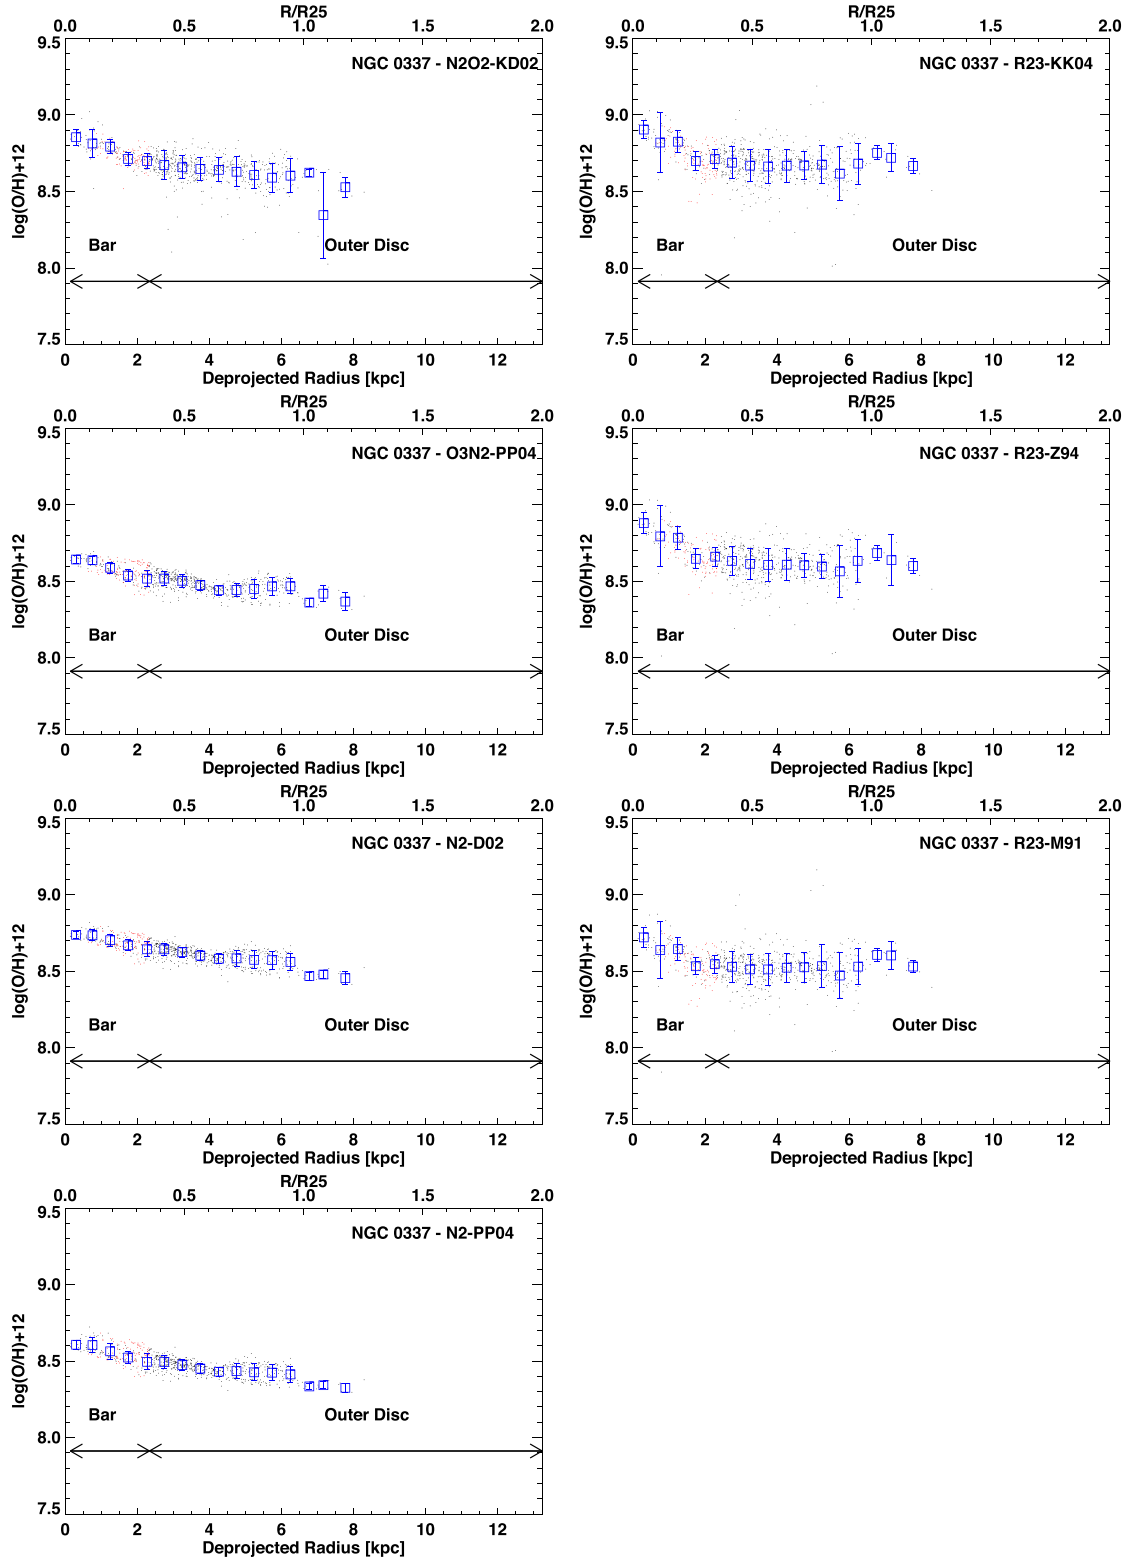 R/R25
0.0 0.5 1.0 1.5 2.0
9.5
NGC 0337 - N2O2-KD02
9.0
8.5
8.0
7.5
log(O/H)+12
Bar
Outer Disc
0 2 4 6 8 10 12
Deprojected Radius [kpc]
R/R25
0.0 0.5 1.0 1.5 2.0
9.5
NGC 0337 - R23-KK04
9.0
8.5
8.0
7.5
log(O/H)+12
Bar
Outer Disc
0 2 4 6 8 10 12
Deprojected Radius [kpc]
R/R25
0.0 0.5 1.0 1.5 2.0
9.5
NGC 0337 - O3N2-PP04
9.0
8.5
8.0
7.5
log(O/H)+12
Bar
Outer Disc
0 2 4 6 8 10 12
Deprojected Radius [kpc]
R/R25
0.0 0.5 1.0 1.5 2.0
9.5
NGC 0337 - R23-Z94
9.0
8.5
8.0
7.5
log(O/H)+12
Bar
Outer Disc
0 2 4 6 8 10 12
Deprojected Radius [kpc]
R/R25
0.0 0.5 1.0 1.5 2.0
9.5
NGC 0337 - N2-D02
9.0
8.5
8.0
7.5
log(O/H)+12
Bar
Outer Disc
0 2 4 6 8 10 12
Deprojected Radius [kpc]
R/R25
0.0 0.5 1.0 1.5 2.0
9.5
NGC 0337 - R23-M91
9.0
8.5
8.0
7.5
log(O/H)+12
Bar
Outer Disc
0 2 4 6 8 10 12
Deprojected Radius [kpc]
R/R25
0.0 0.5 1.0 1.5 2.0
9.5
NGC 0337 - N2-PP04
9.0
8.5
8.0
7.5
log(O/H)+12
Bar
Outer Disc
0 2 4 6 8 10 12
Deprojected Radius [kpc]